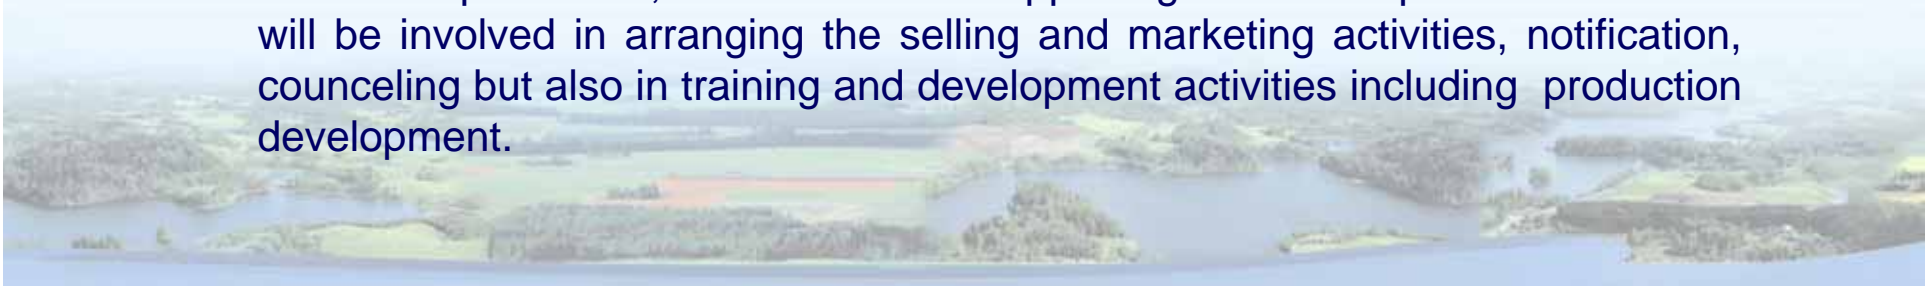 will be involved in arranging the selling and marketing activities, notification,
counceling but also in training and development activities including production
development.